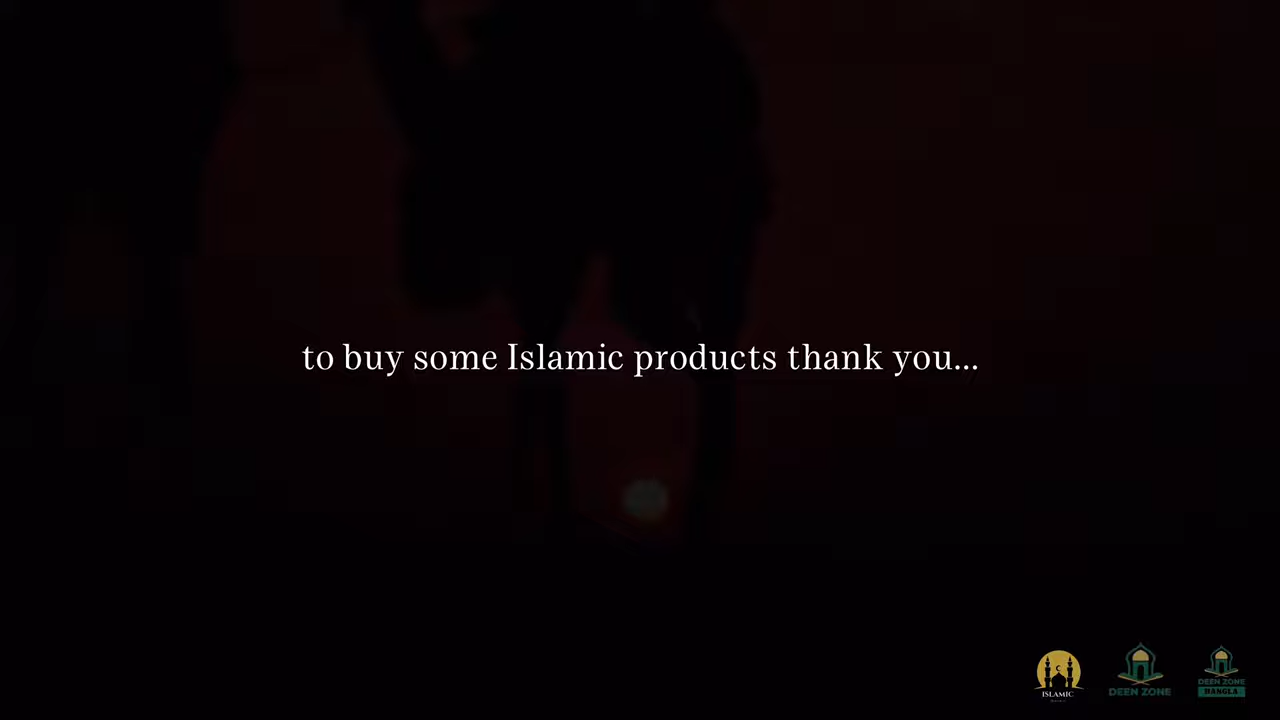 to buy some Islamic products thank you...
ISLAMIC
DEEN ZONE
DEEN ZONE
BANGLA